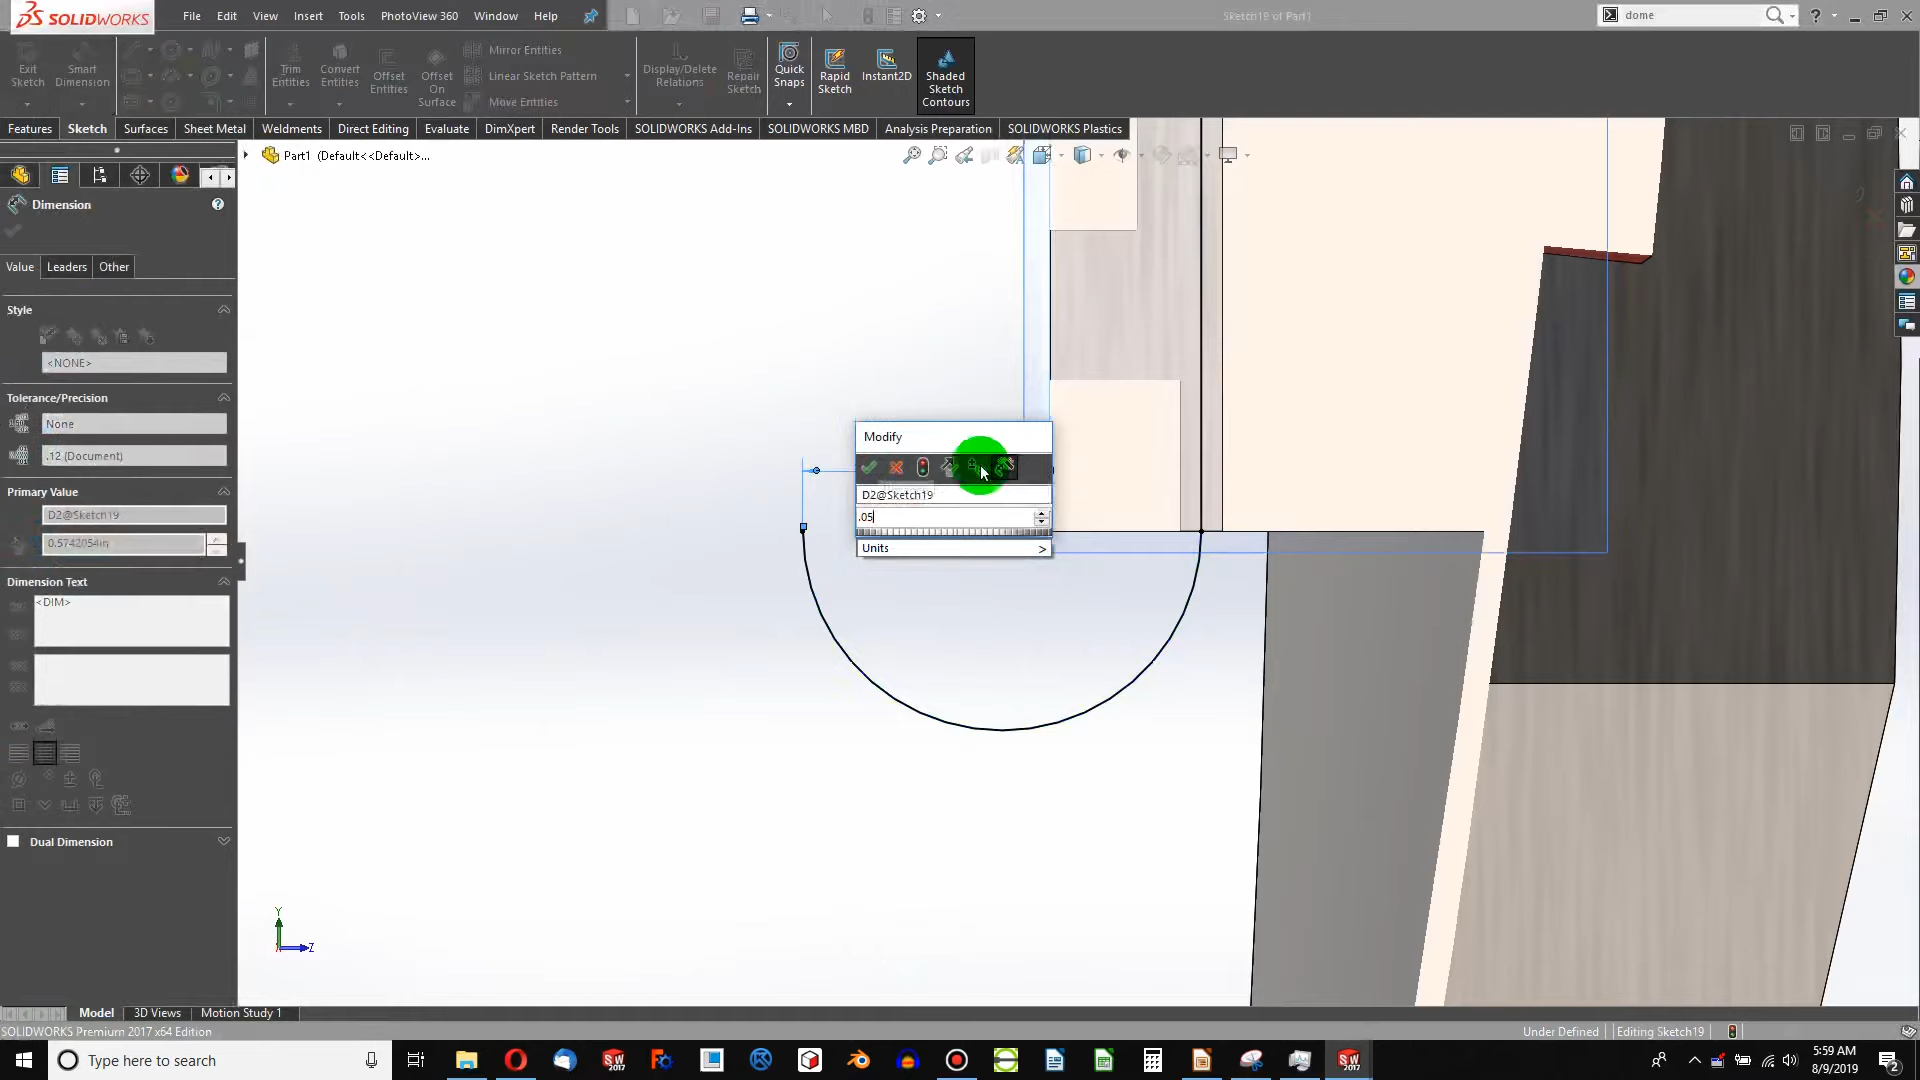 SOLIDWORKS
File Edit View Insert Tools PhotoView 360 Window Help
Sketch19 of Part1
dome
Exit Sketch
Smart Dimension
Trim Entities
Convert Entities
Offset Entities
Offset On Surface
Mirror Entities
Linear Sketch Pattern
Move Entities
Display/Delete Relations
Repair Sketch
Quick Snaps
Rapid Sketch
Instant2D
Shaded Sketch Contours
Features Sketch Surfaces Sheet Metal Weldments Direct Editing Evaluate DimXpert Render Tools SOLIDWORKS Add-Ins SOLIDWORKS MBD Analysis Preparation SOLIDWORKS Plastics
Part1 (Default<<Default>...
Dimension
Value Leaders Other
Style
<NONE>
Tolerance/Precision
None
.12 (Document)
Primary Value
D2@Sketch19
0.5742054in
Dimension Text
<DIM>
Dual Dimension
Modify
D2@Sketch19
.05
Units >
Y
Z
Model 3D Views Motion Study 1
SOLIDWORKS Premium 2017 x64 Edition
Under Defined Editing Sketch19
Type here to search
5:59 AM
8/9/2019
2